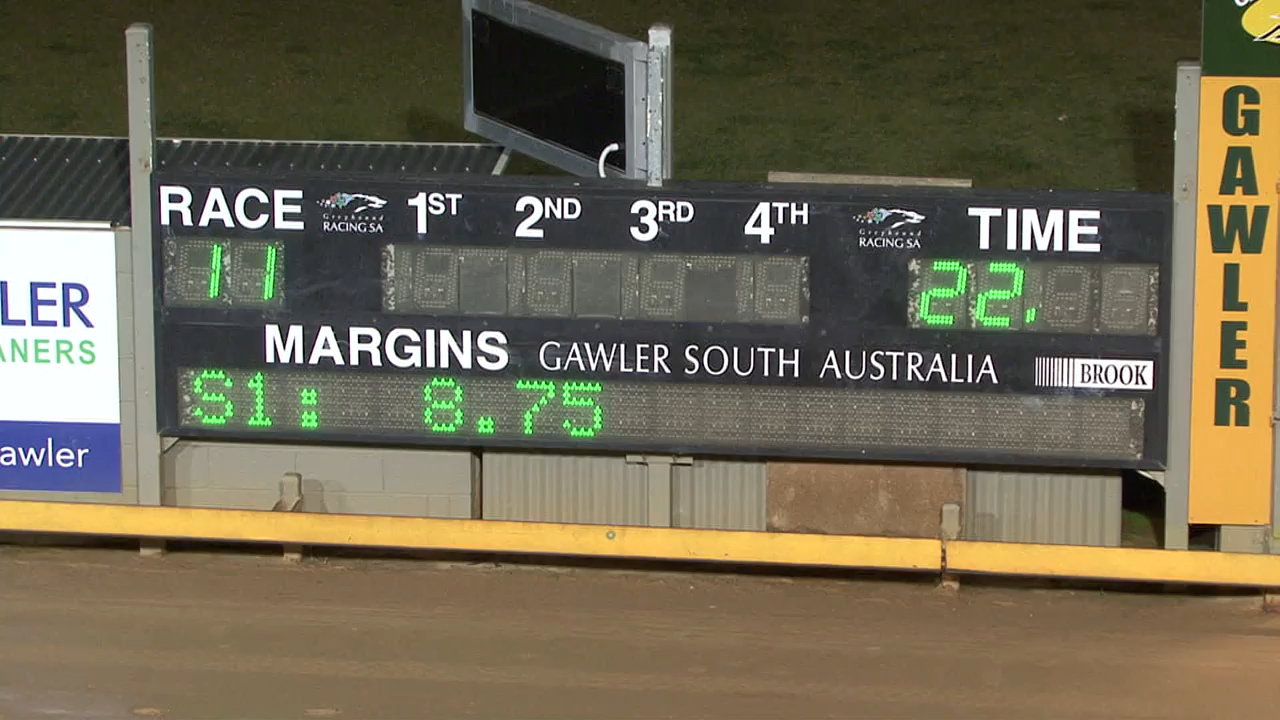 RACE
Greyhound
RACING SA
1ST
2ND
3RD
4TH
Greyhound
RACING SA
TIME
11
22.
MARGINS
GAWLER SOUTH AUSTRALIA
BROOK
S1: 8.75
LER
ANERS
awler
GAWLER